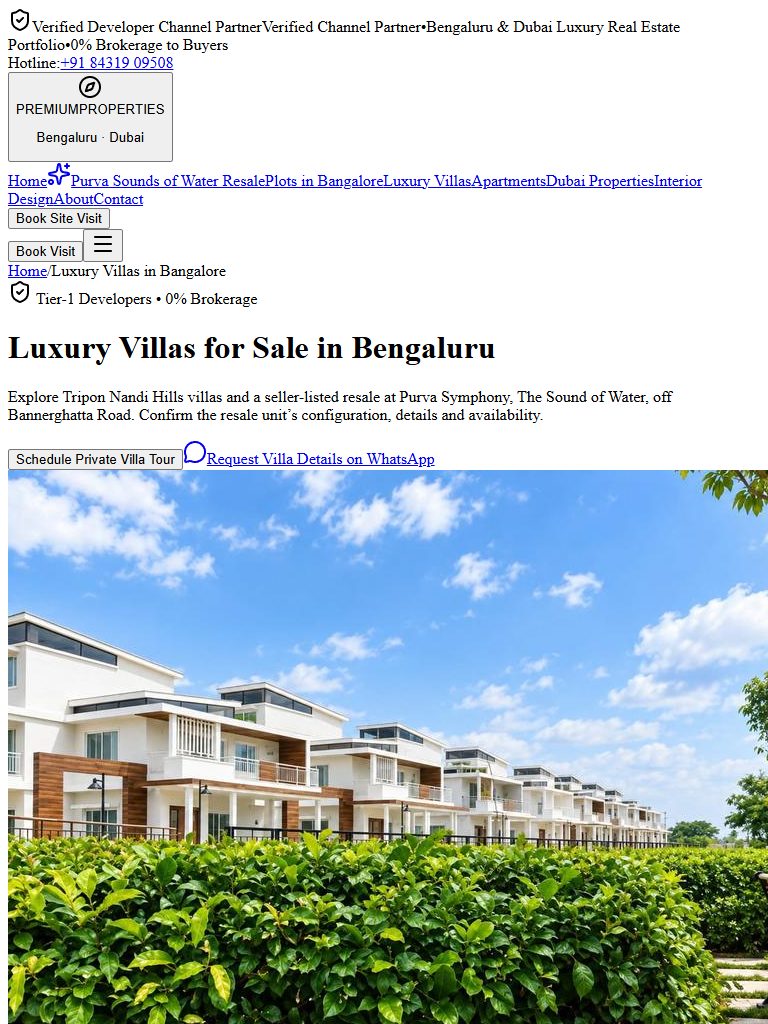 Verified Developer Channel PartnerVerified Channel Partner•Bengaluru & Dubai Luxury Real Estate
Portfolio•0% Brokerage to Buyers
Hotline:+91 84319 09508
PREMIUMPROPERTIES
Bengaluru · Dubai
HomePurva Sounds of Water ResalePlots in BangaloreLuxury VillasApartmentsDubai PropertiesInterior
DesignAboutContact
Book Site Visit
Book Visit
Home/Luxury Villas in Bangalore
Tier-1 Developers • 0% Brokerage
Luxury Villas for Sale in Bengaluru
Explore Tripon Nandi Hills villas and a seller-listed resale at Purva Symphony, The Sound of Water, off
Bannerghatta Road. Confirm the resale unit’s configuration, details and availability.
Schedule Private Villa TourRequest Villa Details on WhatsApp